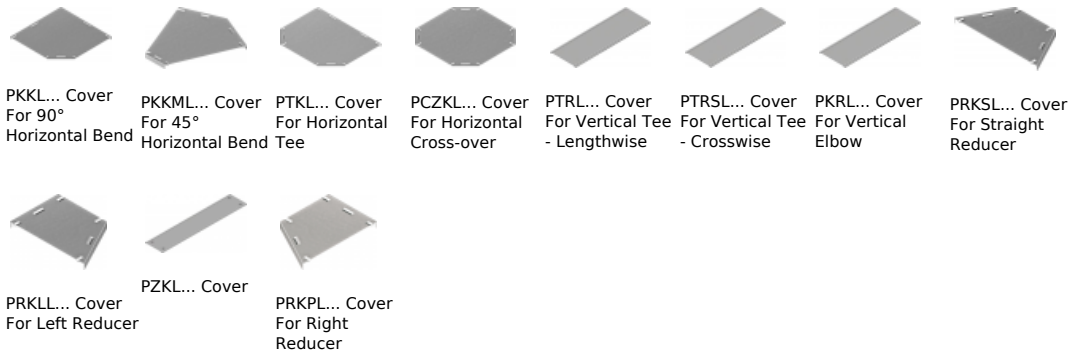 PKKL... Cover
For 90°
Horizontal Bend
PKKML... Cover
For 45°
Horizontal Bend
PTKL... Cover
For Horizontal
Tee
PCZKL... Cover
For Horizontal
Cross-over
PTRL... Cover
For Vertical Tee
- Lengthwise
PTRSL... Cover
For Vertical Tee
- Crosswise
PKRL... Cover
For Vertical
Elbow
PRKSL... Cover
For Straight
Reducer
PRKLL... Cover
For Left Reducer
PZKL... Cover
PRKPL... Cover
For Right
Reducer